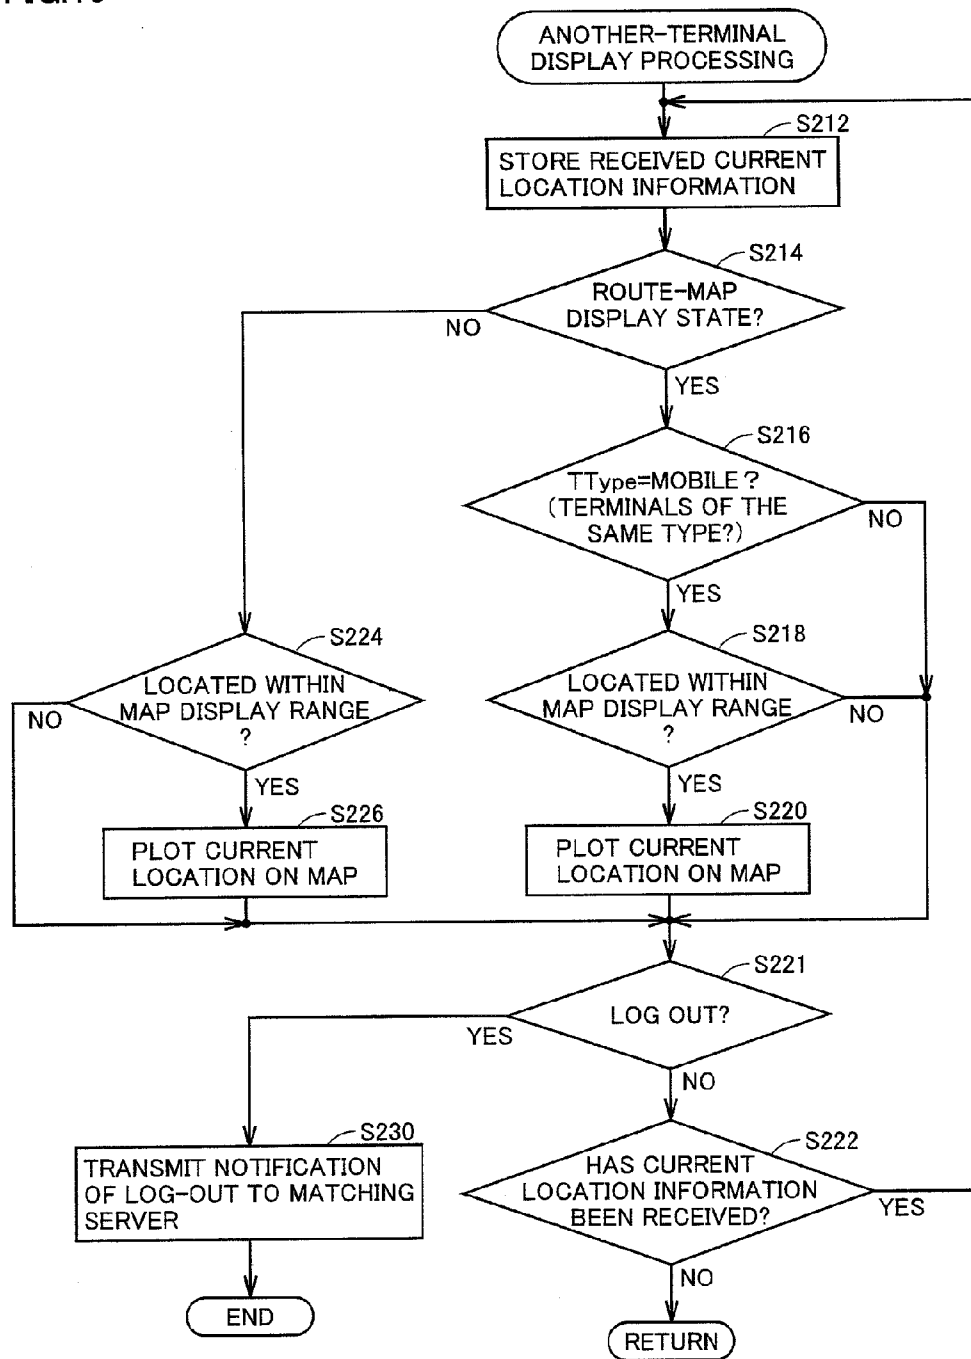 ANOTHER-TERMINAL
DISPLAY PROCESSING
S212
STORE RECEIVED CURRENT
LOCATION INFORMATION
S214
ROUTE-MAP
DISPLAY STATE?
NO
YES
S216
TType=MOBILE?
(TERMINALS OF THE
SAME TYPE?)
NO
YES
S224
LOCATED WITHIN
MAP DISPLAY RANGE
?
NO
YES
S218
LOCATED WITHIN
MAP DISPLAY RANGE
?
NO
YES
S226
PLOT CURRENT
LOCATION ON MAP
S220
PLOT CURRENT
LOCATION ON MAP
S221
LOG OUT?
YES
NO
S230
TRANSMIT NOTIFICATION
OF LOG-OUT TO MATCHING
SERVER
S222
HAS CURRENT
LOCATION INFORMATION
BEEN RECEIVED?
YES
NO
END
RETURN